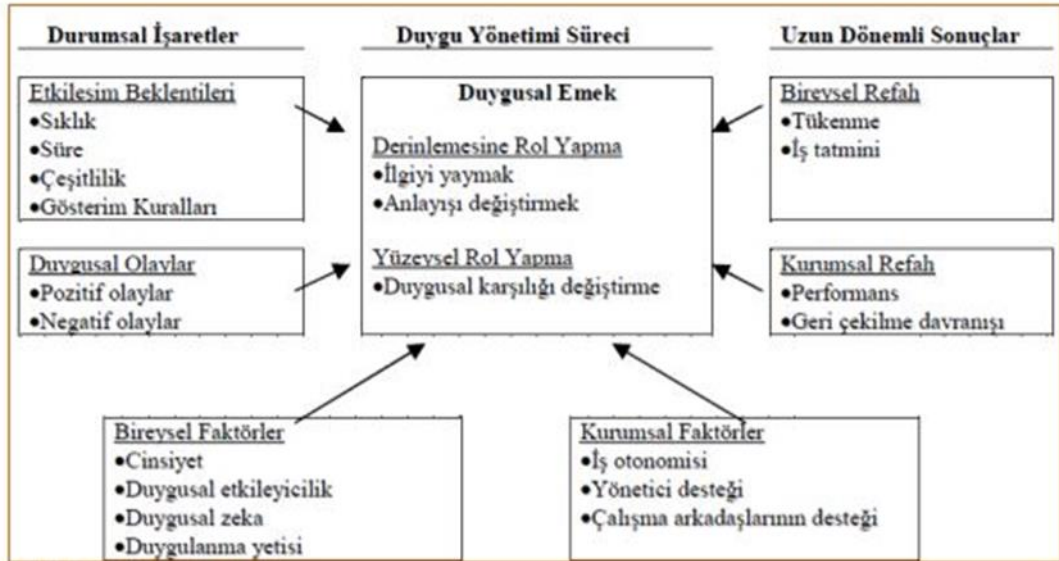 Durumsal İşaretler
Duygu Yönetimi Süreci
Uzun Dönemli Sonuçlar
Etkilesim Beklentileri
•Sıklık
•Süre
•Çeşitlilik
•Gösterim Kuralları
Duygusal Olaylar
•Pozitif olaylar
•Negatif olaylar
Duygusal Emek
Derinlemesine Rol Yapma
•İlgiyi yaymak
•Anlayışı değiştirmek
Yüzeysel Rol Yapma
•Duygusal karşılığı değiştirme
Bireysel Refah
•Tükenme
•İş tatmini
Kurumsal Refah
•Performans
•Geri çekilme davranışı
Bireysel Faktörler
•Cinsiyet
•Duygusal etkileyicilik
•Duygusal zeka
•Duygulanma yetisi
Kurumsal Faktörler
•İş otonomisi
•Yönetici desteği
•Çalışma arkadaşlarının desteği